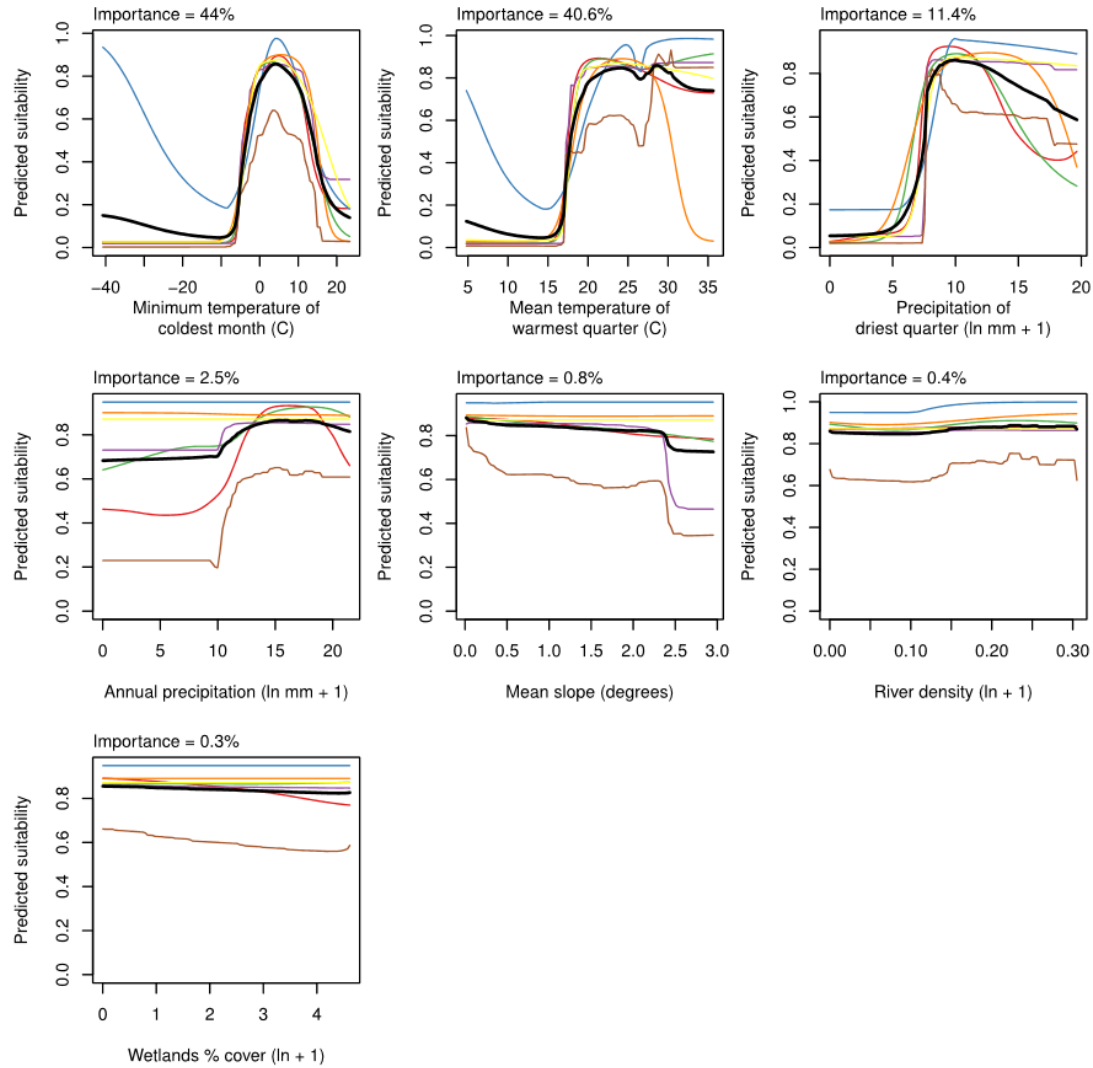 Importance = 44%
Predicted suitability
0.0 0.2 0.4 0.6 0.8 1.0
−40 −20 0 10 20
Minimum temperature of
coldest month (C)
Importance = 40.6%
Predicted suitability
0.0 0.2 0.4 0.6 0.8 1.0
5 10 15 20 25 30 35
Mean temperature of
warmest quarter (C)
Importance = 11.4%
Predicted suitability
0.0 0.2 0.4 0.6 0.8
0 5 10 15 20
Precipitation of
driest quarter (ln mm + 1)
Importance = 2.5%
Predicted suitability
0.0 0.2 0.4 0.6 0.8
0 5 10 15 20
Annual precipitation (ln mm + 1)
Importance = 0.8%
Predicted suitability
0.0 0.2 0.4 0.6 0.8
0.0 0.5 1.0 1.5 2.0 2.5 3.0
Mean slope (degrees)
Importance = 0.4%
Predicted suitability
0.0 0.2 0.4 0.6 0.8 1.0
0.00 0.10 0.20 0.30
River density (ln + 1)
Importance = 0.3%
Predicted suitability
0.0 0.2 0.4 0.6 0.8
0 1 2 3 4
Wetlands % cover (ln + 1)